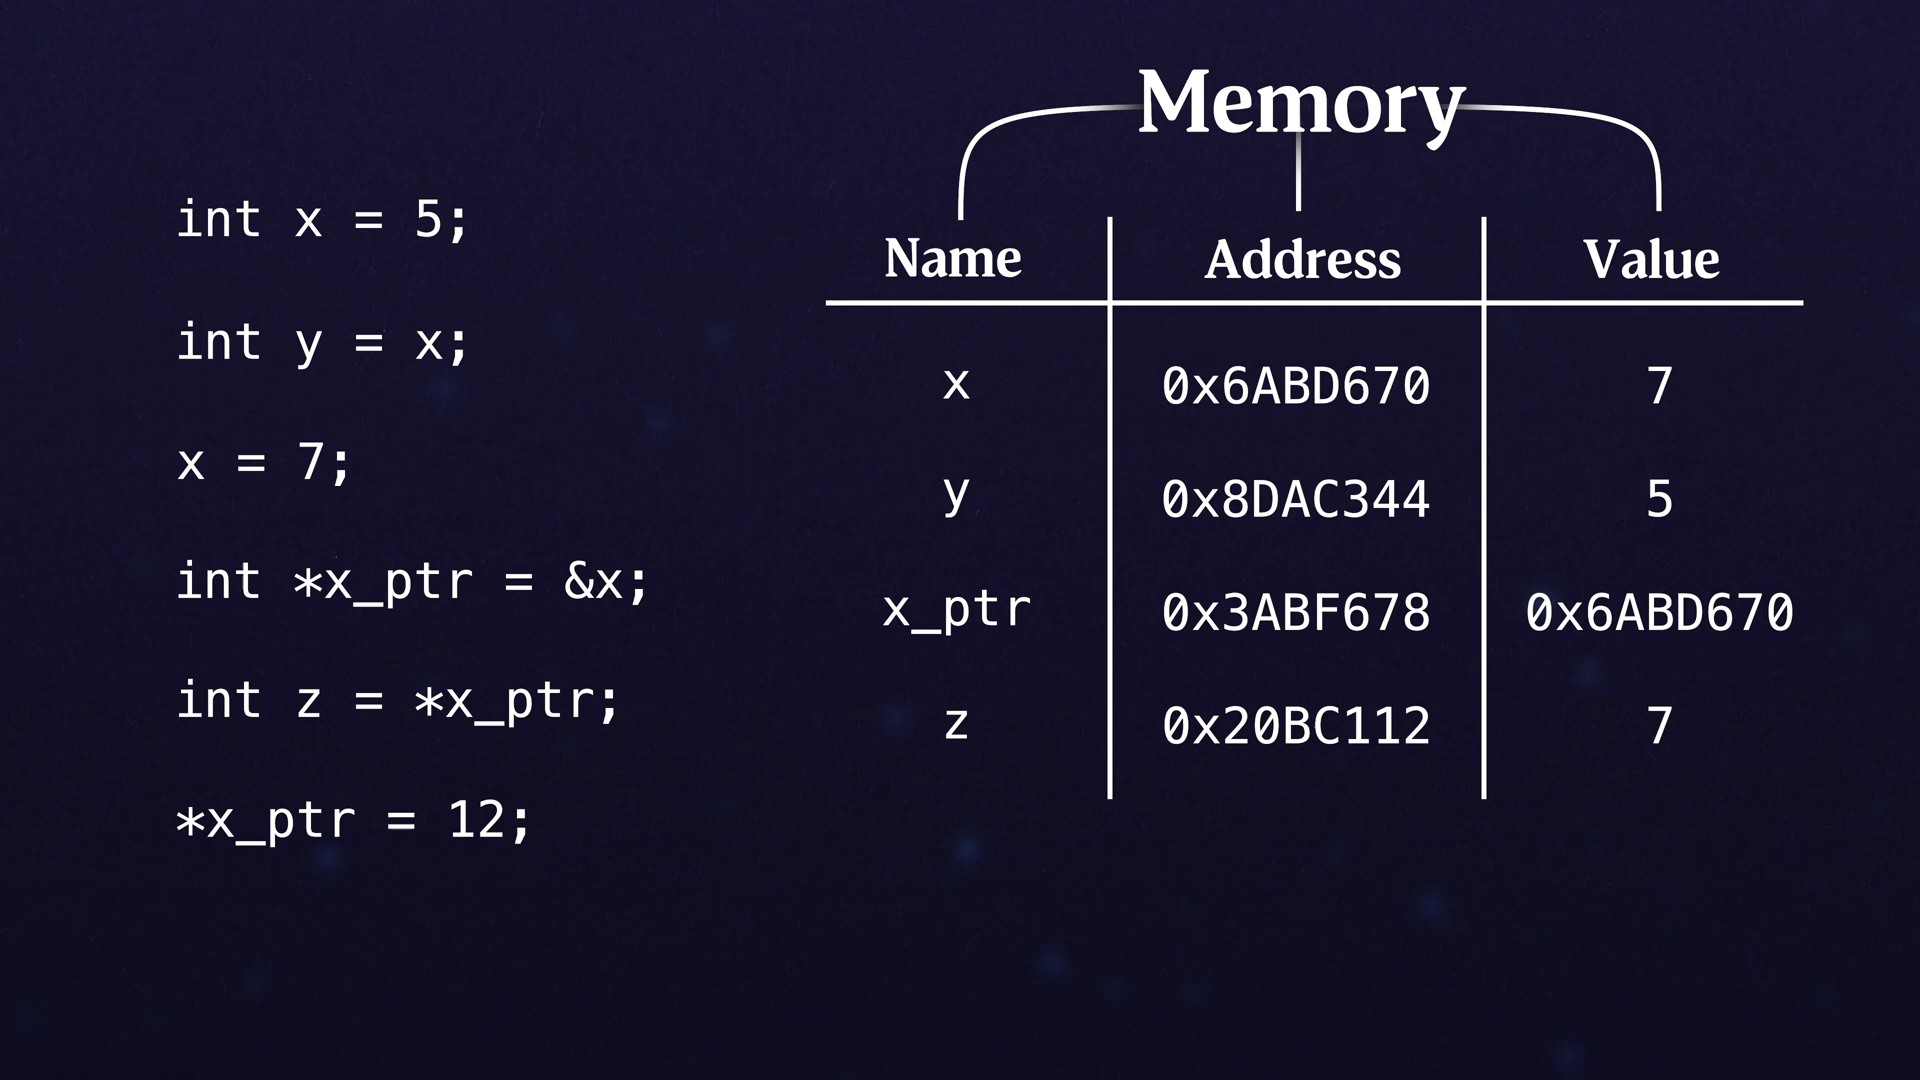 int x = 5;
int y = x;
x = 7;
int *x_ptr = &x;
int z = *x_ptr;
*x_ptr = 12;
Memory
Name Address Value
x 0x6ABD670 7
y 0x8DAC344 5
x_ptr 0x3ABF678 0x6ABD670
z 0x20BC112 7